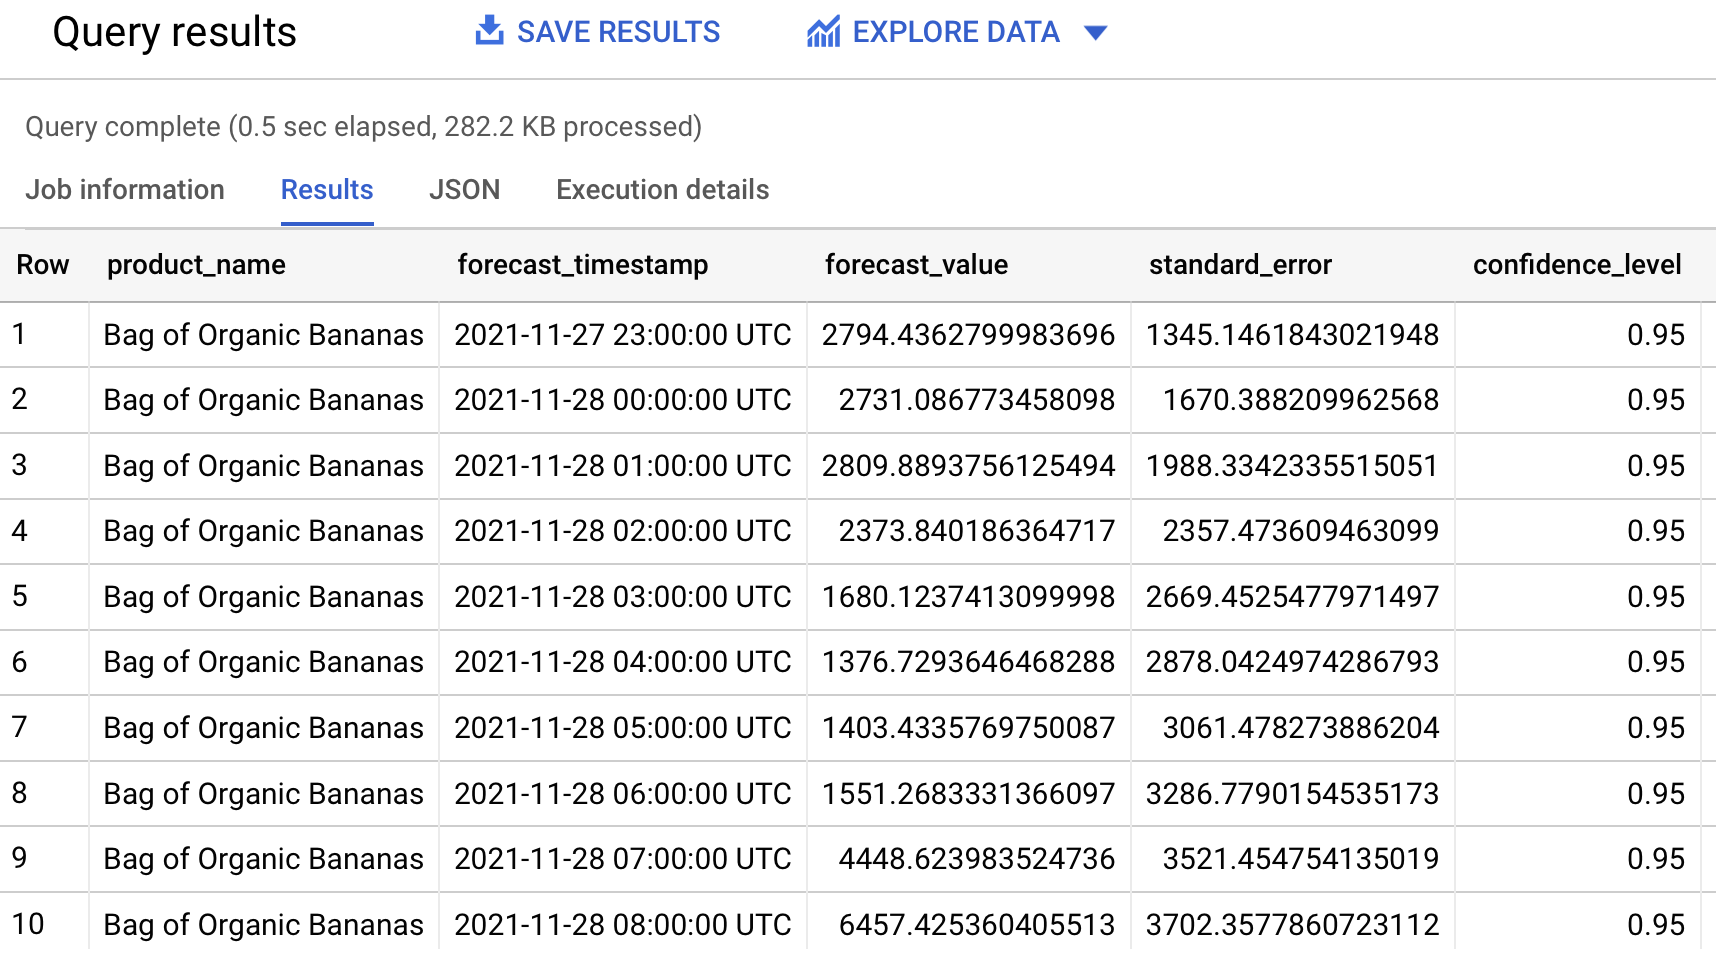 Query results SAVE RESULTS EXPLORE DATA
Query complete (0.5 sec elapsed, 282.2 KB processed)
Job information Results JSON Execution details
Row product_name forecast_timestamp forecast_value standard_error confidence_level
1 Bag of Organic Bananas 2021-11-27 23:00:00 UTC 2794.4362799983696 1345.1461843021948 0.95
2 Bag of Organic Bananas 2021-11-28 00:00:00 UTC 2731.086773458098 1670.388209962568 0.95
3 Bag of Organic Bananas 2021-11-28 01:00:00 UTC 2809.8893756125494 1988.3342335515051 0.95
4 Bag of Organic Bananas 2021-11-28 02:00:00 UTC 2373.840186364717 2357.473609463099 0.95
5 Bag of Organic Bananas 2021-11-28 03:00:00 UTC 1680.1237413099998 2669.4525477971497 0.95
6 Bag of Organic Bananas 2021-11-28 04:00:00 UTC 1376.7293646468288 2878.0424974286793 0.95
7 Bag of Organic Bananas 2021-11-28 05:00:00 UTC 1403.4335769750087 3061.478273886204 0.95
8 Bag of Organic Bananas 2021-11-28 06:00:00 UTC 1551.2683331366097 3286.7790154535173 0.95
9 Bag of Organic Bananas 2021-11-28 07:00:00 UTC 4448.623983524736 3521.454754135019 0.95
10 Bag of Organic Bananas 2021-11-28 08:00:00 UTC 6457.425360405513 3702.3577860723112 0.95